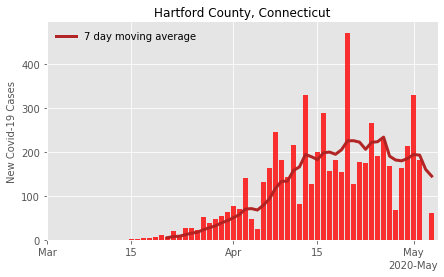 Hartford County, Connecticut
7 day moving average
New Covid-19 Cases
400
300
200
100
0
Mar 15 Apr 15 May
2020-May